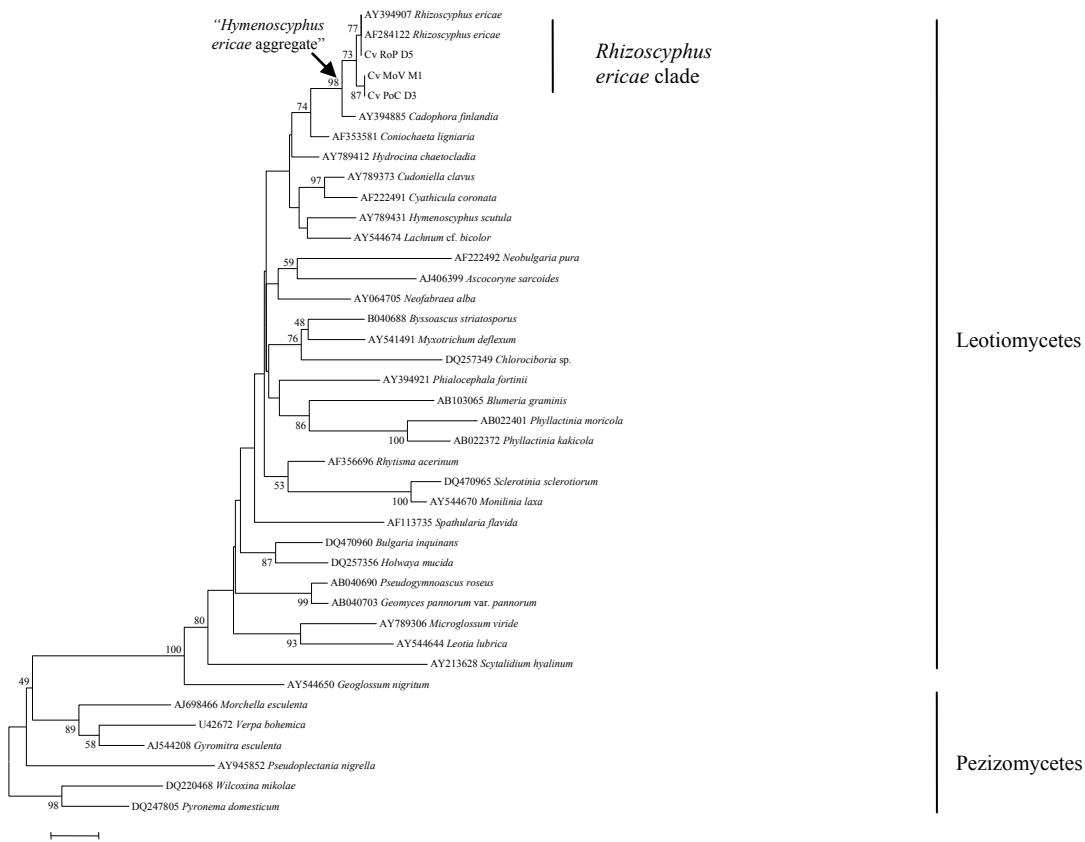 “Hymenoscyphus
ericae aggregate”
77
AY394907 Rhizoscyphus ericae
AF284122 Rhizoscyphus ericae
73
Cv RoP D5
98
Cv MoV M1
87
Cv PoC D3
Rhizoscyphus
ericae clade
74
AY394885 Cadophora finlandia
AF353581 Coniochaeta ligniaria
AY789412 Hydrocina chaetocladia
97
AY789373 Cudoniella clavus
AF222491 Cyathicula coronata
AY789431 Hymenoscyphus scutula
AY544674 Lachnum cf. bicolor
59
AF222492 Neobulgaria pura
AJ406399 Ascocoryne sarcoides
AY064705 Neofabraea alba
48
B040688 Byssoascus striatosporus
76
AY541491 Myxotrichum deflexum
DQ257349 Chlorociboria sp.
Leotiomycetes
AY394921 Phialocephala fortinii
AB103065 Blumeria graminis
86
AB022401 Phyllactinia moricola
100
AB022372 Phyllactinia kakicola
AF356696 Rhytisma acerinum
53
DQ470965 Sclerotinia sclerotiorum
100
AY544670 Monilinia laxa
AF113735 Spathularia flavida
DQ470960 Bulgaria inquinans
87
DQ257356 Holwaya mucida
AB040690 Pseudogymnoascus roseus
99
AB040703 Geomyces pannorum var. pannorum
80
AY789306 Microglossum viride
93
AY544644 Leotia lubrica
100
AY213628 Scytalidium hyalinum
49
AY544650 Geoglossum nigritum
AJ698466 Morchella esculenta
89
U42672 Verpa bohemica
58
AJ544208 Gyromitra esculenta
AY945852 Pseudoplectania nigrella
Pezizomycetes
DQ220468 Wilcoxina mikolae
98
DQ247805 Pyronema domesticum